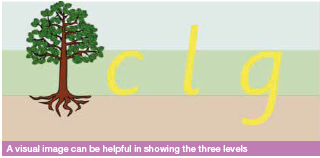 c l g
A visual image can be helpful in showing the three levels